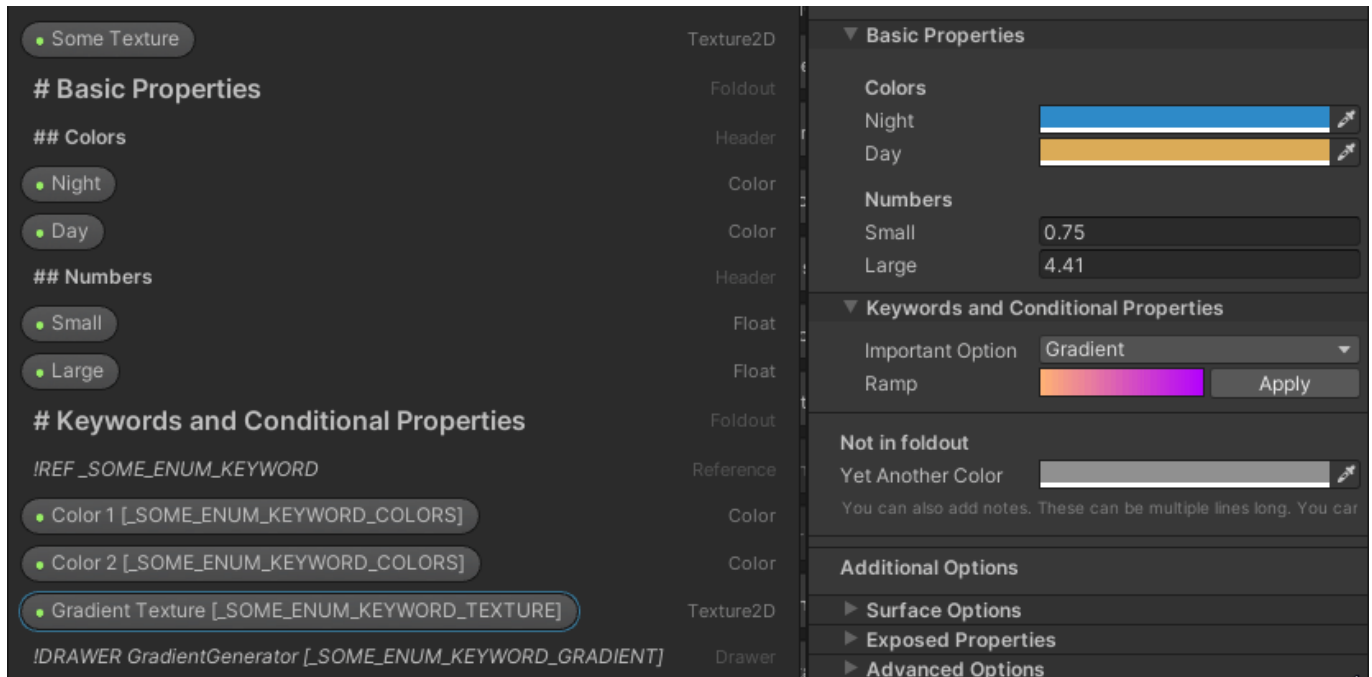 Some Texture Texture2D
# Basic Properties Foldout
## Colors Header
Night Color
Day Color
## Numbers Header
Small Float
Large Float
# Keywords and Conditional Properties Foldout
!REF _SOME_ENUM_KEYWORD Reference
Color 1 [_SOME_ENUM_KEYWORD_COLORS] Color
Color 2 [_SOME_ENUM_KEYWORD_COLORS] Color
Gradient Texture [_SOME_ENUM_KEYWORD_TEXTURE] Texture2D
!DRAWER GradientGenerator [_SOME_ENUM_KEYWORD_GRADIENT] Drawer
Basic Properties
Colors
Night
Day
Numbers
Small 0.75
Large 4.41
Keywords and Conditional Properties
Important Option Gradient
Ramp Apply
Not in foldout
Yet Another Color
You can also add notes. These can be multiple lines long. You car
Additional Options
Surface Options
Exposed Properties
Advanced Options